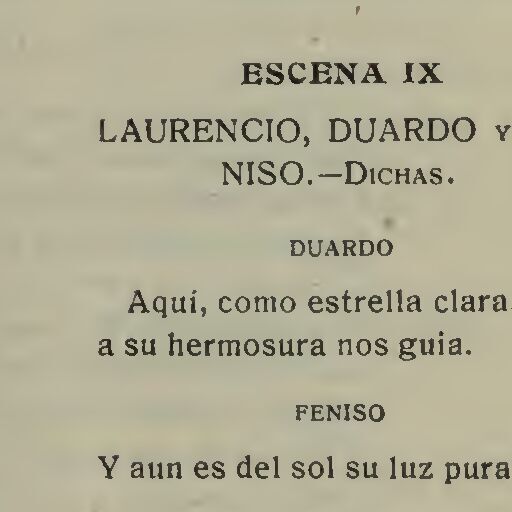 ESCENA IX
LAURENCIO, DUARDO Y
NISO.—DICHAS.
DUARDO
Aquí, como estrella clara,
a su hermosura nos guia.
FENISO
Y aun es del sol su luz pura